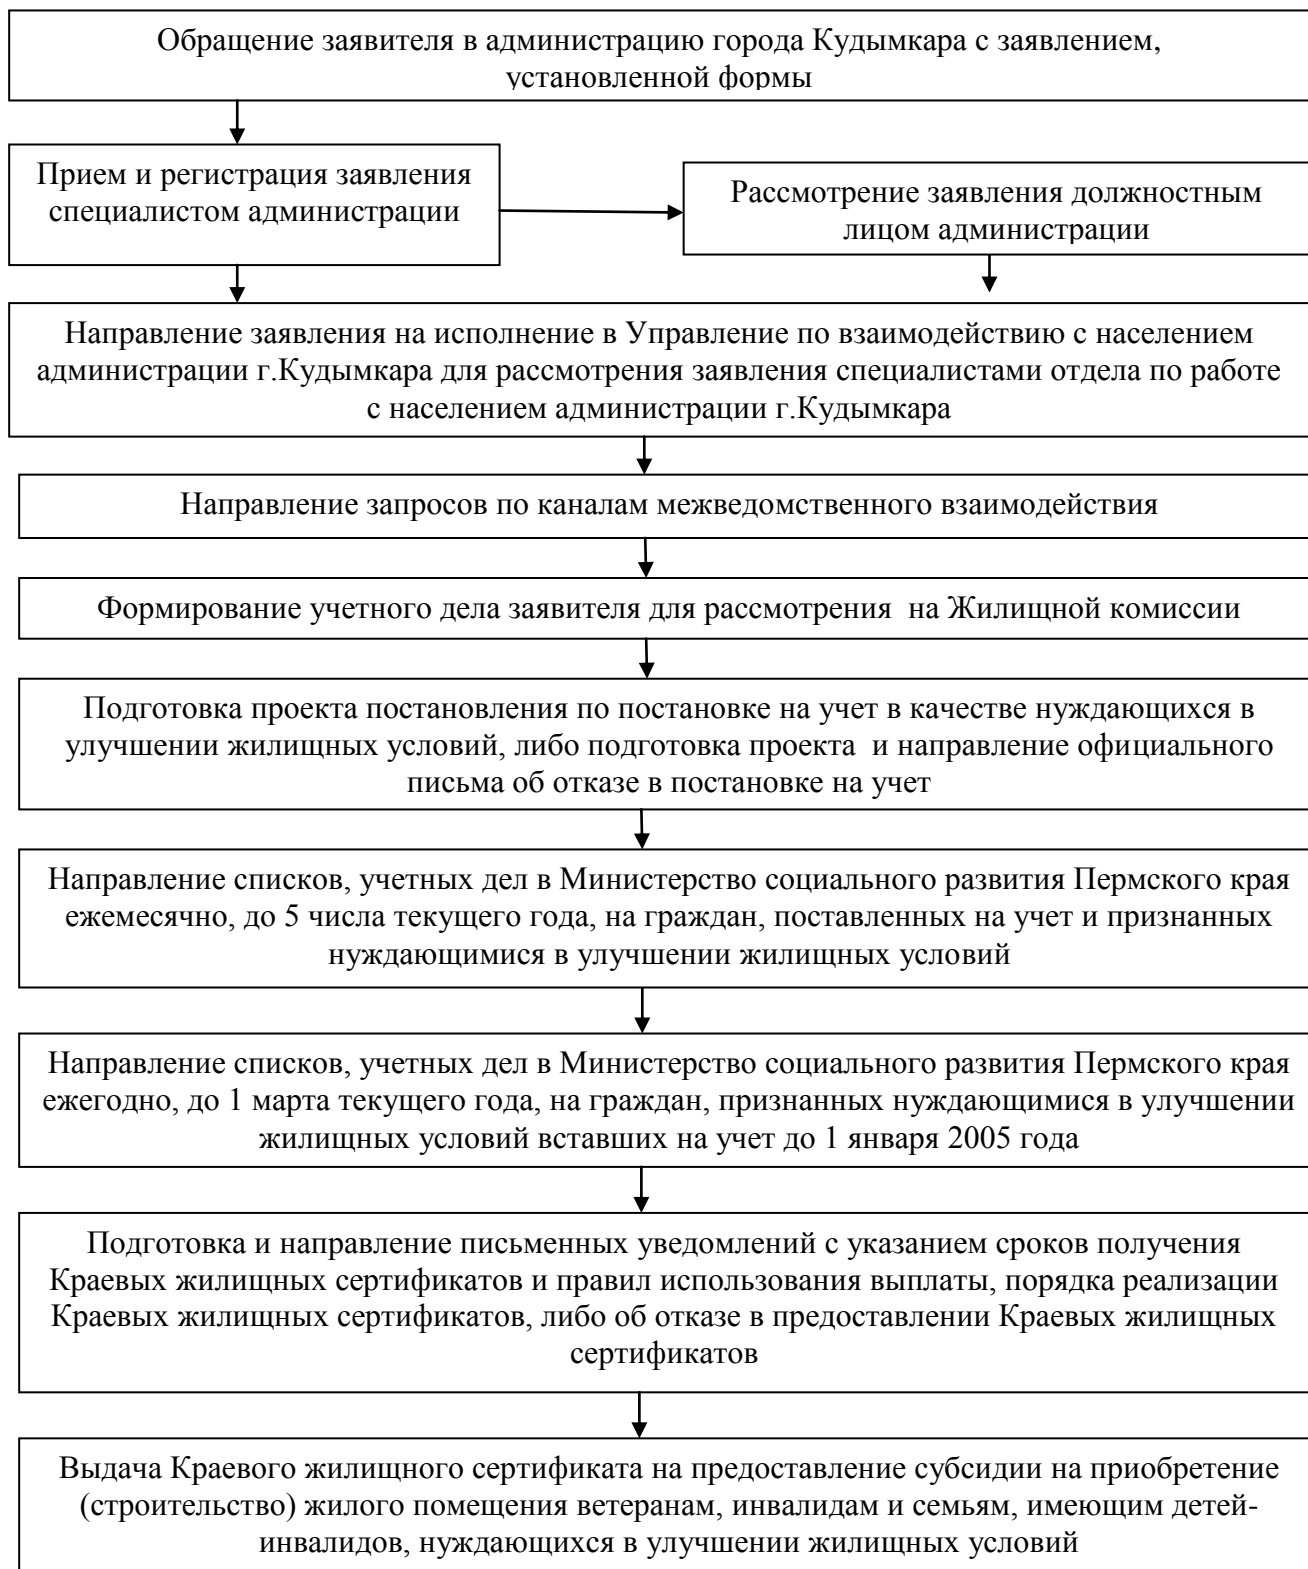 Обращение заявителя в администрацию города Кудымкара с заявлением,
установленной формы
Прием и регистрация заявления
специалистом администрации
Рассмотрение заявления должностным
лицом администрации
Направление заявления на исполнение в Управление по взаимодействию с населением
администрации г.Кудымкара для рассмотрения заявления специалистами отдела по работе
с населением администрации г.Кудымкара
Направление запросов по каналам межведомственного взаимодействия
Формирование учетного дела заявителя для рассмотрения  на Жилищной комиссии
Подготовка проекта постановления по постановке на учет в качестве нуждающихся в
улучшении жилищных условий, либо подготовка проекта  и направление официального
письма об отказе в постановке на учет
Направление списков, учетных дел в Министерство социального развития Пермского края
ежемесячно, до 5 числа текущего года, на граждан, поставленных на учет и признанных
нуждающимися в улучшении жилищных условий
Направление списков, учетных дел в Министерство социального развития Пермского края
ежегодно, до 1 марта текущего года, на граждан, признанных нуждающимися в улучшении
жилищных условий вставших на учет до 1 января 2005 года
Подготовка и направление письменных уведомлений с указанием сроков получения
Краевых жилищных сертификатов и правил использования выплаты, порядка реализации
Краевых жилищных сертификатов, либо об отказе в предоставлении Краевых жилищных
сертификатов
Выдача Краевого жилищного сертификата на предоставление субсидии на приобретение
(строительство) жилого помещения ветеранам, инвалидам и семьям, имеющим детей-
инвалидов, нуждающихся в улучшении жилищных условий